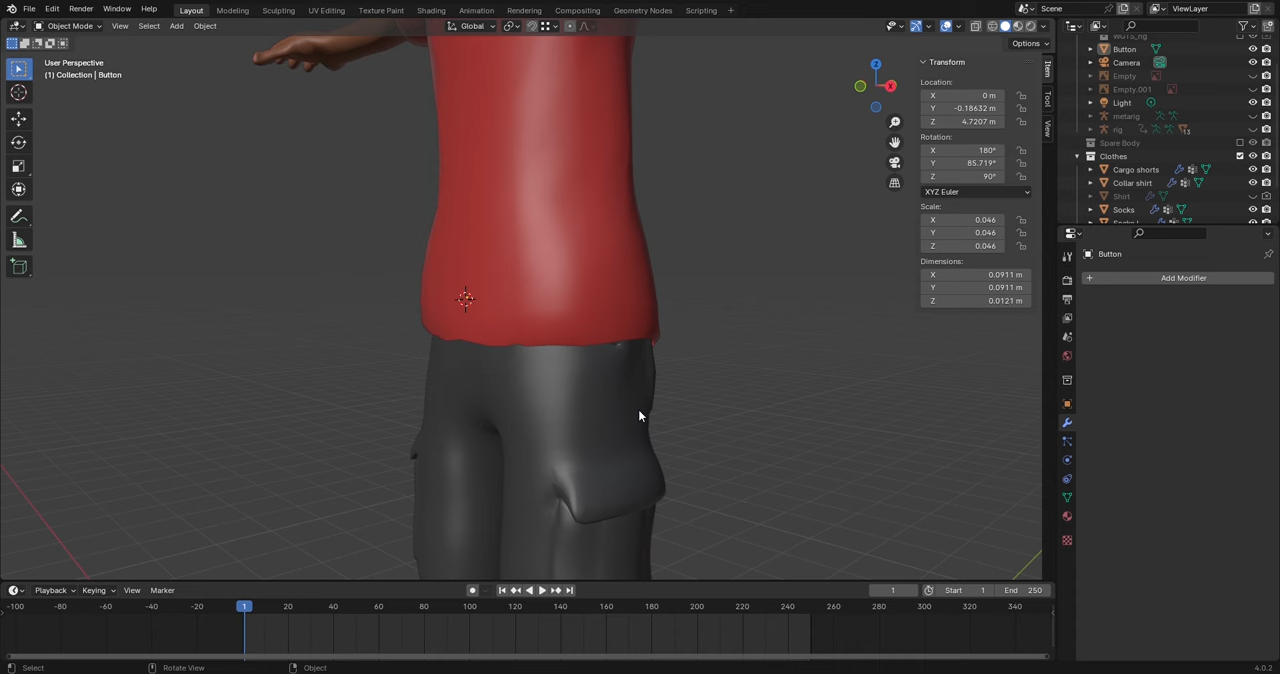 File Edit Render Window Help Layout Modeling Sculpting UV Editing Texture Paint Shading Animation Rendering Compositing Geometry Nodes Scripting + Scene ViewLayer
Object Mode View Select Add Object Global
Options
User Perspective
(1) Collection | Button
Z
X
Transform
Location:
X 0 m
Y -0.18632 m
Z 4.7207 m
Rotation:
X 180°
Y 85.719°
Z 90°
XYZ Euler
Scale:
X 0.046
Y 0.046
Z 0.046
Dimensions:
X 0.0911 m
Y 0.0911 m
Z 0.0121 m
Item
Tool
View
Button
Camera
Empty
Empty.001
Light
metarig
rig 13
Spare Body
Clothes
Cargo shorts
Collar shirt
Shirt
Socks
Button
+ Add Modifier
Playback Keying View Marker 1 Start 1 End 250
-100 -80 -60 -40 -20 1 20 40 60 80 100 120 140 160 180 200 220 240 260 280 300 320 340
Select Rotate View Object 4.0.2